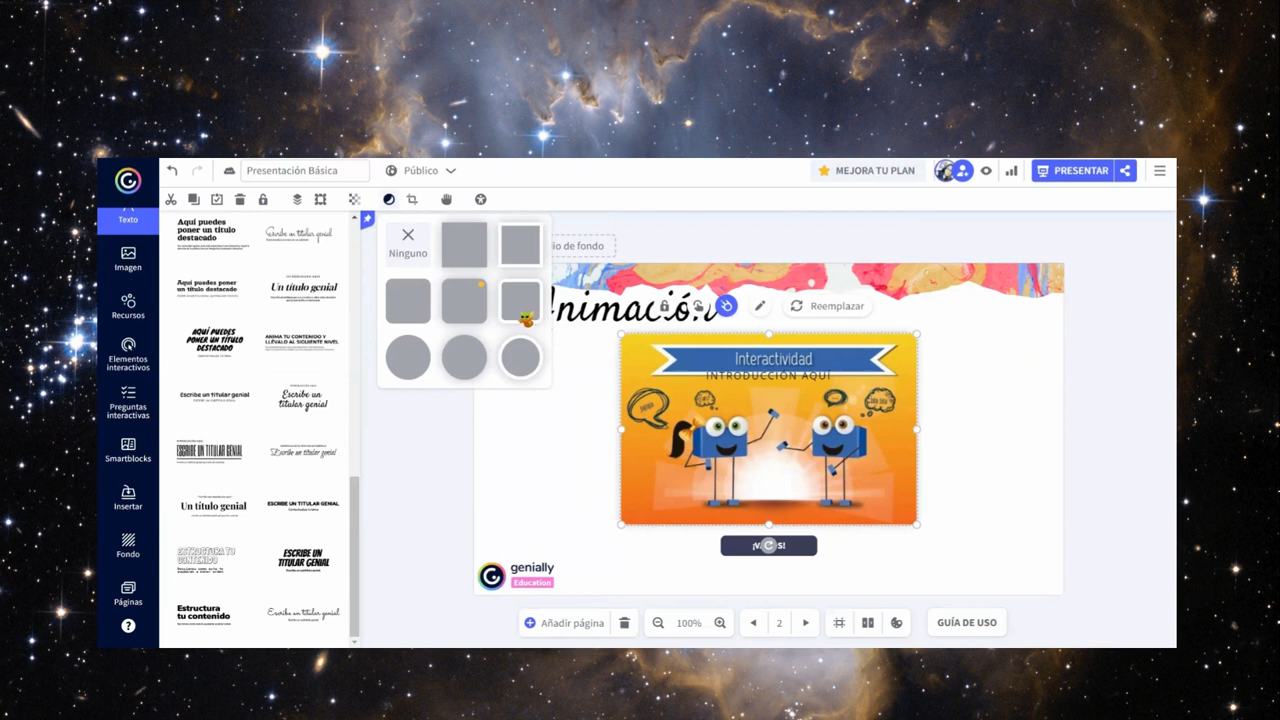 Presentación Básica
Público
MEJORA TU PLAN
PRESENTAR
Texto
Imagen
Recursos
Elementos
interactivos
Preguntas
interactivas
Smartblocks
Insertar
Fondo
Páginas
?
Aquí puedes
poner un título
destacado
Escribe un titular genial
Aquí puedes poner
un título destacado
Un título genial
AQUÍ PUEDES
PONER UN TÍTULO
DESTACADO
ANIMA TU CONTENIDO Y
LLÉVALO AL SIGUIENTE NIVEL
Escribe un titular genial
Escribe un
titular genial
ESCRIBE UN TITULAR GENIAL
Escribe un titular genial
Un título genial
ESCRIBE UN TITULAR GENIAL
ESTRUCTURA TU
CONTENIDO
ESCRIBE UN
TITULAR GENIAL
Estructura
tu contenido
Escribe un titular genial
Ninguno
io de fondo
Animación
Reemplazar
Interactividad
INTRODUCCIÓN AQUÍ
genially
Education
Añadir página
100%
2
GUÍA DE USO